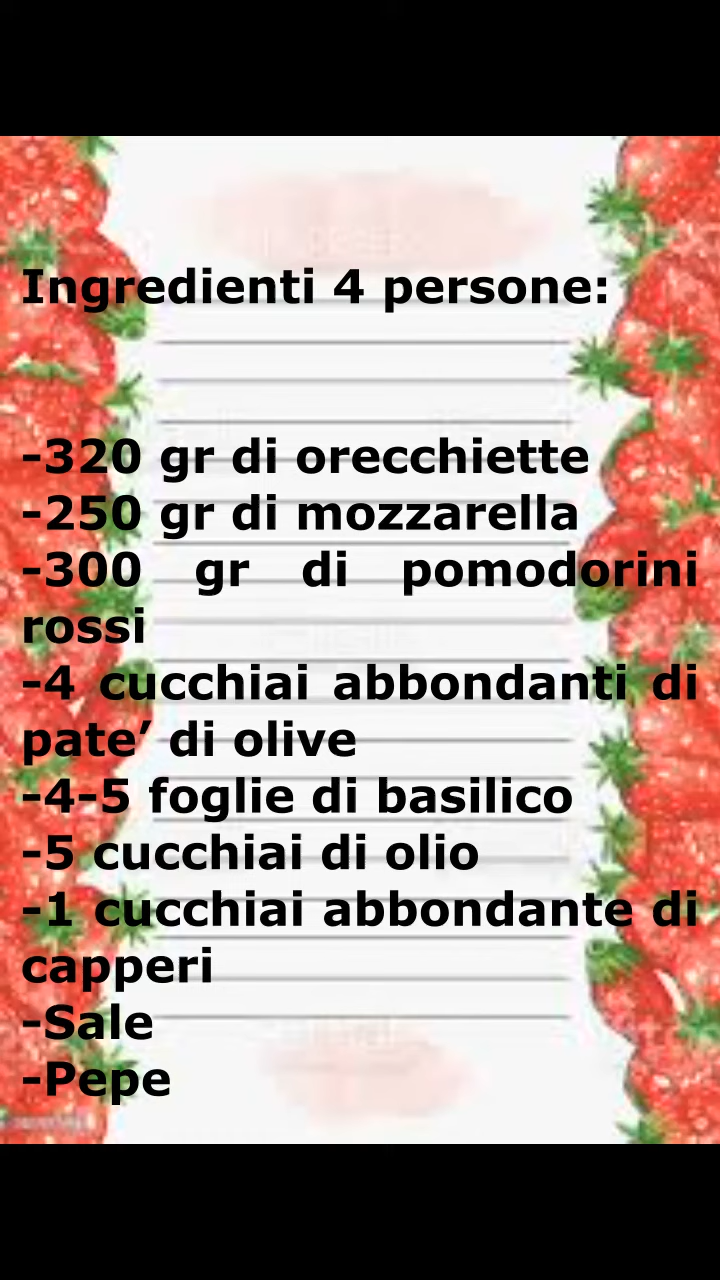 Ingredienti 4 persone:
-320 gr di orecchiette
-250 gr di mozzarella
-300 gr di pomodorini
rossi
-4 cucchiai abbondanti di
pate’ di olive
-4-5 foglie di basilico
-5 cucchiai di olio
-1 cucchiai abbondante di
capperi
-Sale
-Pepe